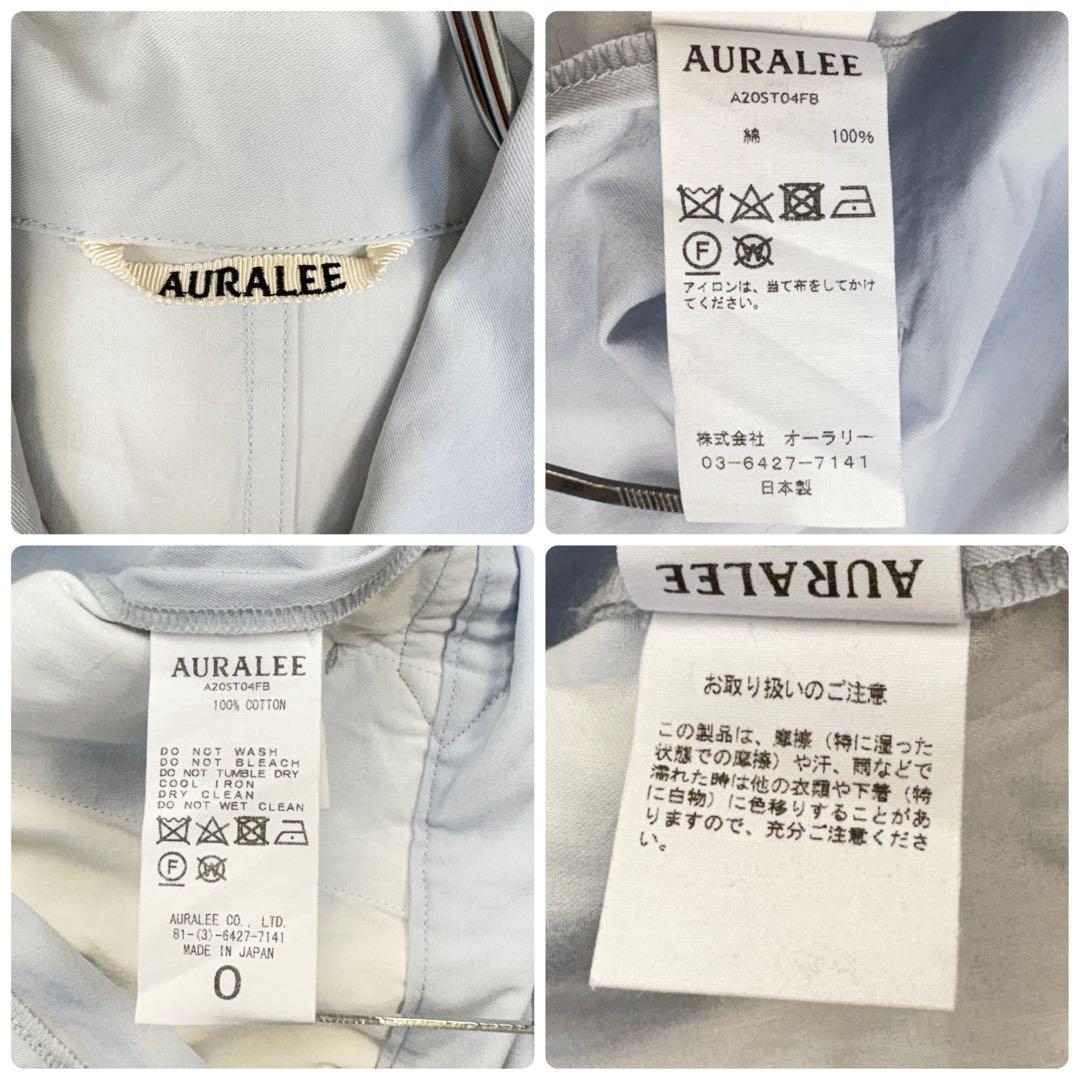 AURALEE
AURALEE
A20ST04FB
綿 100%
F
W
アイロンは、当て布をしてかけ
てください。
株式会社 オーラリー
03-6427-7141
日本製
AURALEE
A20ST04FB
100% COTTON
DO NOT WASH
DO NOT BLEACH
DO NOT TUMBLE DRY
COOL IRON
DRY CLEAN
DO NOT WET CLEAN
F
W
AURALEE CO., LTD.
81-(3)-6427-7141
MADE IN JAPAN
0
AURALEE
お取り扱いのご注意
この製品は、摩擦（特に湿った
状態での摩擦）や汗、雨などで
濡れた時は他の衣類や下着（特
に白物）に色移りすることがあ
りますので、充分ご注意くださ
い。